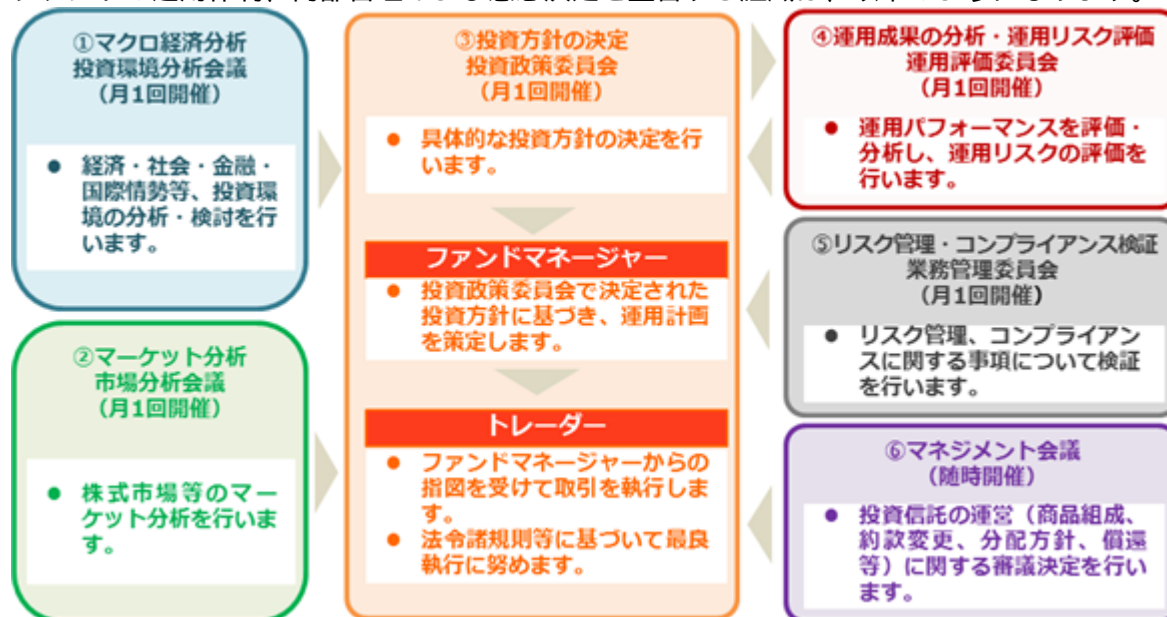 ①マクロ経済分析
投資環境分析会議
（月1回開催）
● 経済・社会・金融・
国際情勢等、投資環
境の分析・検討を行
います。
②マーケット分析
市場分析会議
（月1回開催）
● 株式市場等のマー
ケット分析を行いま
す。
③投資方針の決定
投資政策委員会
（月1回開催）
● 具体的な投資方針の決定を行
います。
ファンドマネージャー
● 投資政策委員会で決定された
投資方針に基づき、運用計画
を策定します。
トレーダー
● ファンドマネージャーからの
指図を受けて取引を執行しま
す。
● 法令諸規則等に基づいて最良
執行に努めます。
④運用成果の分析・運用リスク評価
運用評価委員会
（月1回開催）
● 運用パフォーマンスを評価・
分析し、運用リスクの評価を
行います。
⑤リスク管理・コンプライアンス検証
業務管理委員会
（月1回開催）
● リスク管理、コンプライアン
スに関する事項について検証
を行います。
⑥マネジメント会議
（随時開催）
● 投資信託の運営（商品組成、
約款変更、分配方針、償還
等）に関する審議決定を行い
ます。